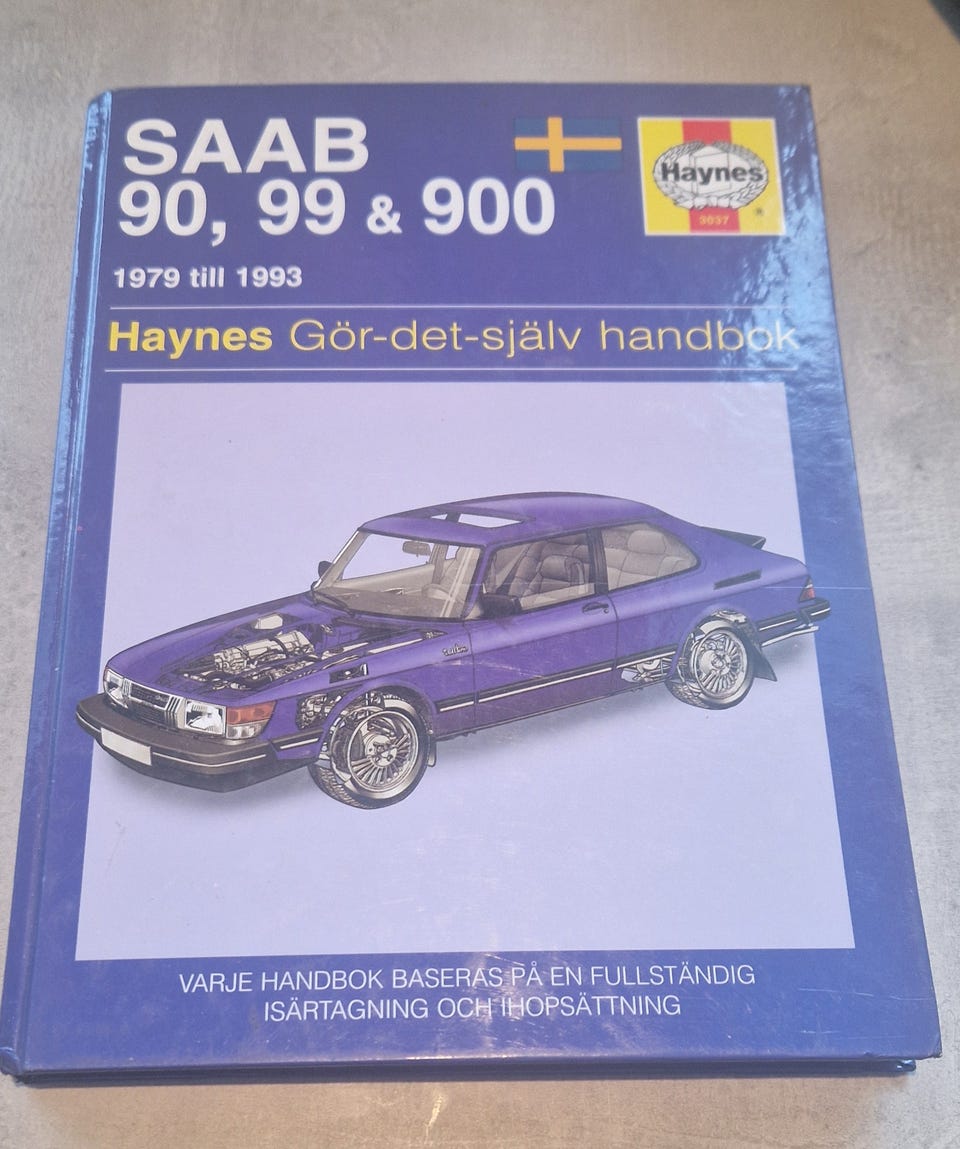 SAAB
90, 99 & 900
Haynes
3037
1979 till 1993
Haynes Gör-det-själv handbok
VARJE HANDBOK BASERAS PÅ EN FULLSTÄNDIG
ISÄRTAGNING OCH IHOPSÄTTNING